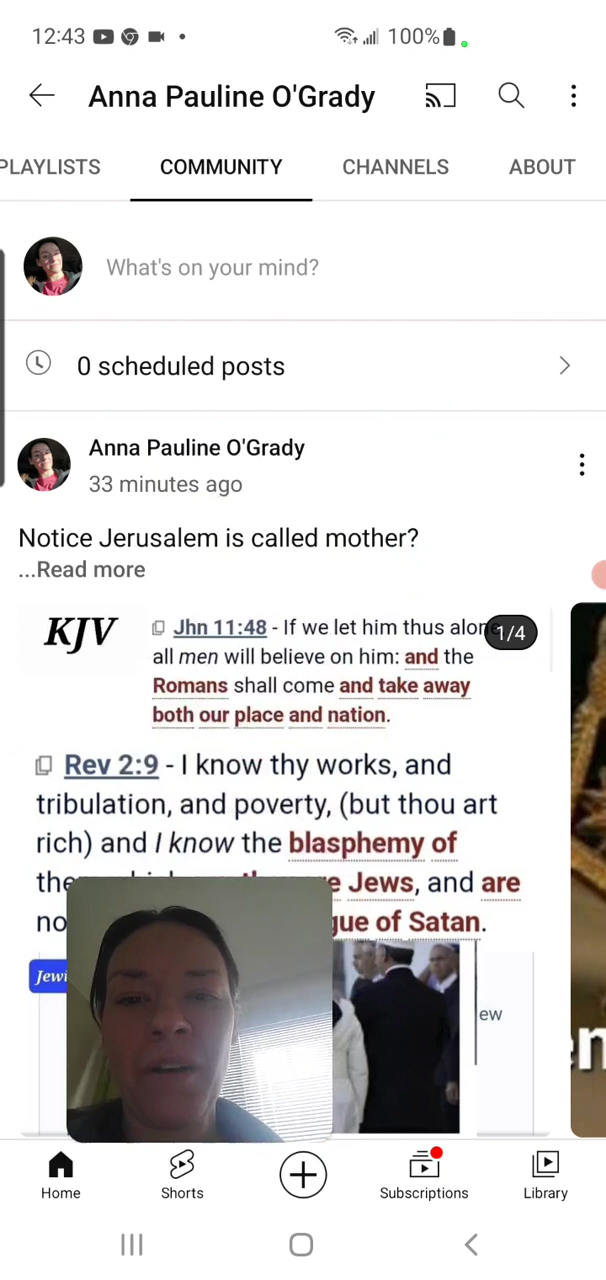 12:43
100%
Anna Pauline O'Grady
PLAYLISTS COMMUNITY CHANNELS ABOUT
What's on your mind?
0 scheduled posts
Anna Pauline O'Grady
33 minutes ago
Notice Jerusalem is called mother?
...Read more
1/4
KJV
Jhn 11:48 - If we let him thus alone
all men will believe on him: and the
Romans shall come and take away
both our place and nation.
Rev 2:9 - I know thy works, and
tribulation, and poverty, (but thou art
rich) and I know the blasphemy of
Jews, and are
of Satan.
ew
Home Shorts Subscriptions Library